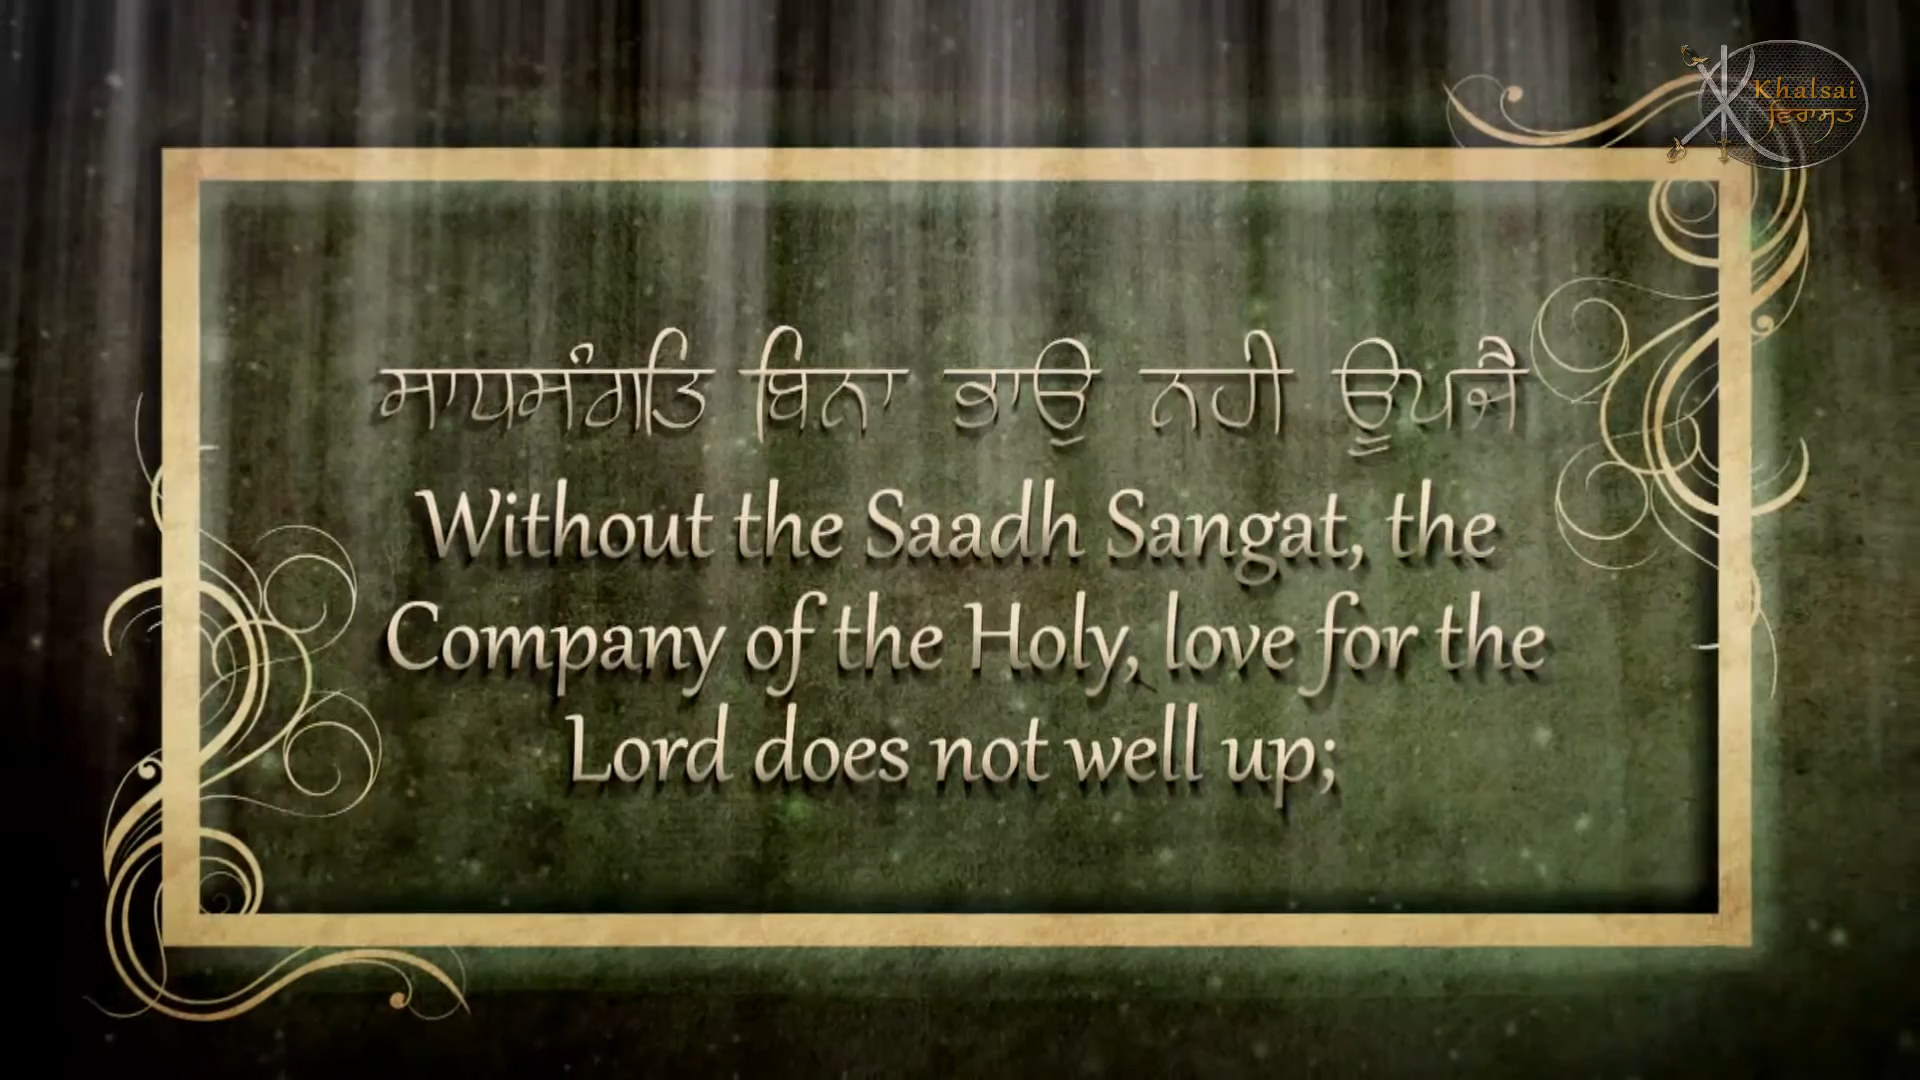 Khalsai
ਵਿਰਾਸਤ
ਸਾਧਸੰਗਤਿ ਬਿਨਾ ਭਾਉ ਨਹੀ ਊਪਜੈ
Without the Saadh Sangat, the
Company of the Holy, love for the
Lord does not well up;